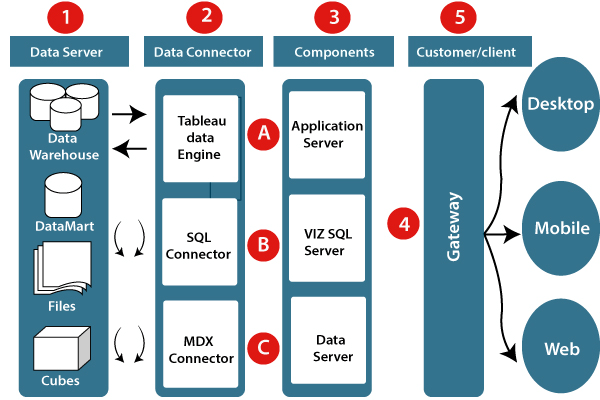 1
2
3
5
Data Server
Data Connector
Components
Customer/client
Data
Warehouse
DataMart
Files
Cubes
Tableau
data
Engine
SQL
Connector
MDX
Connector
A
B
C
Application
Server
VIZ SQL
Server
Data
Server
4
Gateway
Desktop
Mobile
Web